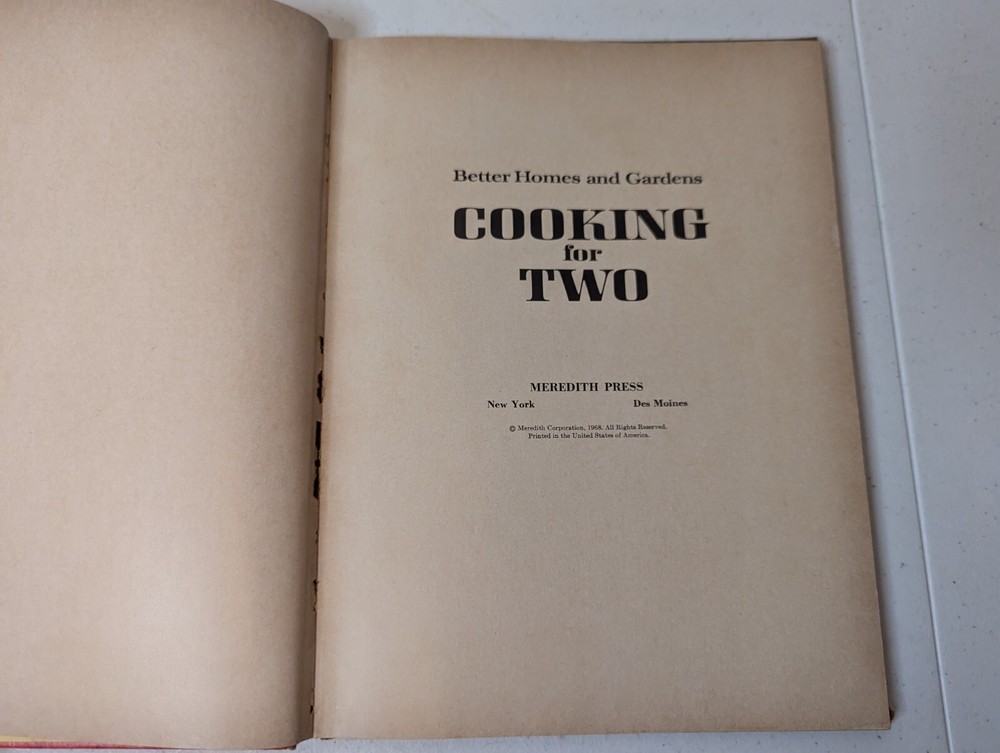 Better Homes and Gardens
COOKING
for
TWO
MEREDITH PRESS
New York Des Moines
© Meredith Corporation, 1968. All Rights Reserved.
Printed in the United States of America.